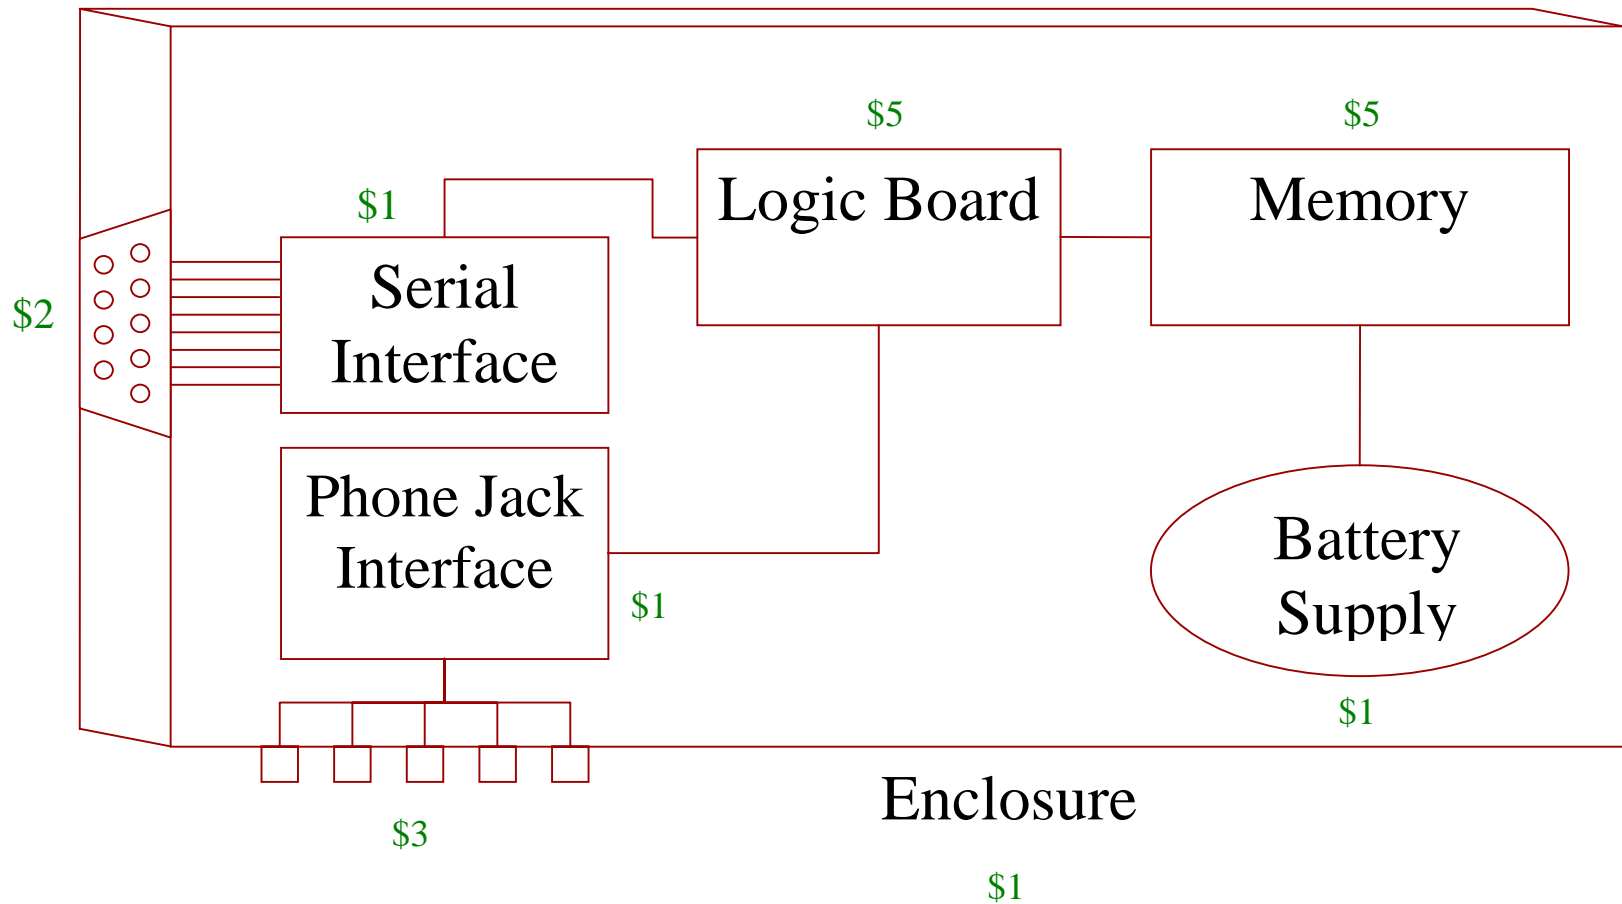 $5
$5
Logic Board
Memory
$1
Serial
Interface
$2
Phone Jack
Interface
$1
Battery
Supply
$1
Enclosure
$3
$1